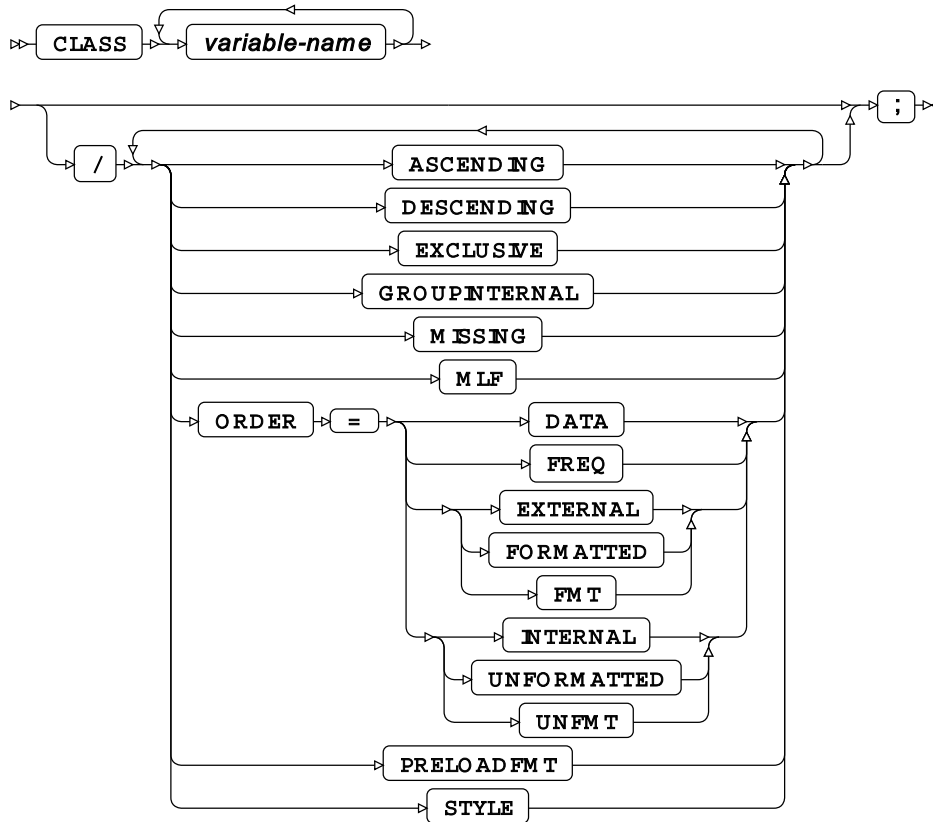 CLASS variable-name
;
/ ASCENDING
DESCENDING
EXCLUSIVE
GROUPINTERNAL
MISSING
MLF
ORDER = DATA
FREQ
EXTERNAL
FORMATTED
FMT
INTERNAL
UNFORMATTED
UNFMT
PRELOADFMT
STYLE